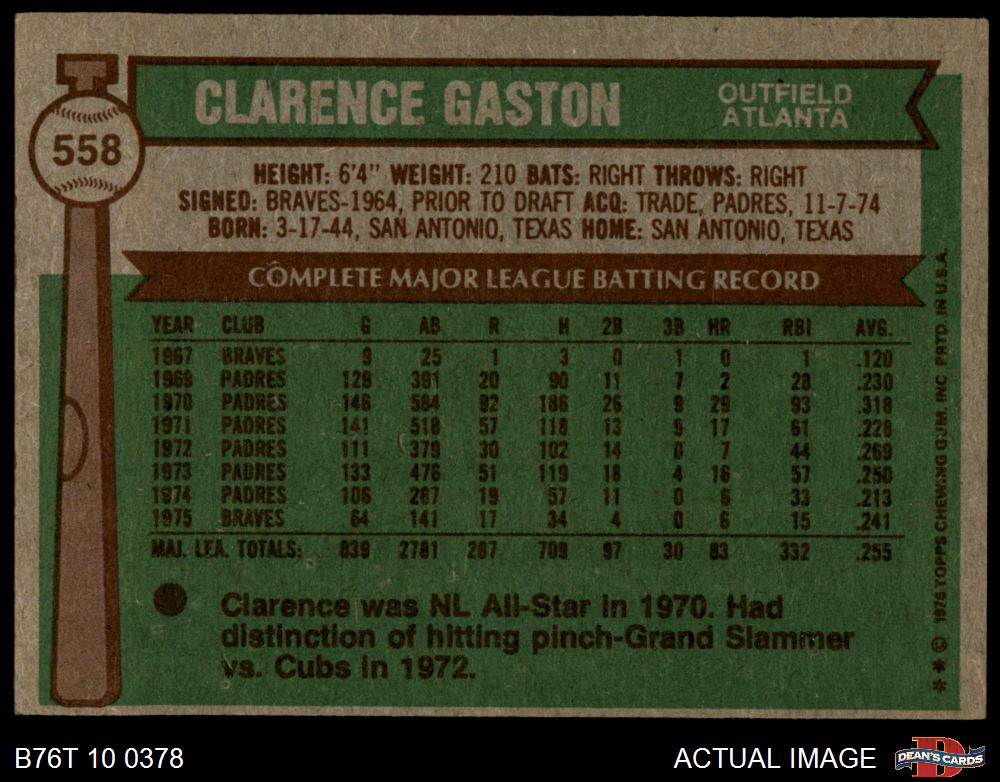 CLARENCE GASTON
OUTFIELD
ATLANTA
558
HEIGHT: 6'4" WEIGHT: 210 BATS: RIGHT THROWS: RIGHT
SIGNED: BRAVES-1964, PRIOR TO DRAFT ACQ: TRADE, PADRES, 11-7-74
BORN: 3-17-44, SAN ANTONIO, TEXAS HOME: SAN ANTONIO, TEXAS
COMPLETE MAJOR LEAGUE BATTING RECORD
YEAR CLUB G AB R H 2B 3B HR RBI AVG.
1967 BRAVES 9 25 1 3 0 1 0 1 .120
1969 PADRES 129 391 20 90 11 7 2 28 .230
1970 PADRES 146 584 92 186 26 9 29 93 .318
1971 PADRES 141 518 57 118 13 9 17 61 .228
1972 PADRES 111 379 30 102 14 0 7 44 .269
1973 PADRES 133 476 51 119 18 4 16 57 .250
1974 PADRES 106 267 19 57 11 0 6 33 .213
1975 BRAVES 64 141 17 34 4 0 6 15 .241
MAJ. LEA. TOTALS: 839 2781 287 709 97 30 83 332 .255
Clarence was NL All-Star in 1970. Had
distinction of hitting pinch-Grand Slammer
vs. Cubs in 1972.
* * © 1976 TOPPS CHEWING GUM, INC PRTD. IN U.S.A.
B76T 10 0378
ACTUAL IMAGE
D
DEAN'S CARDS